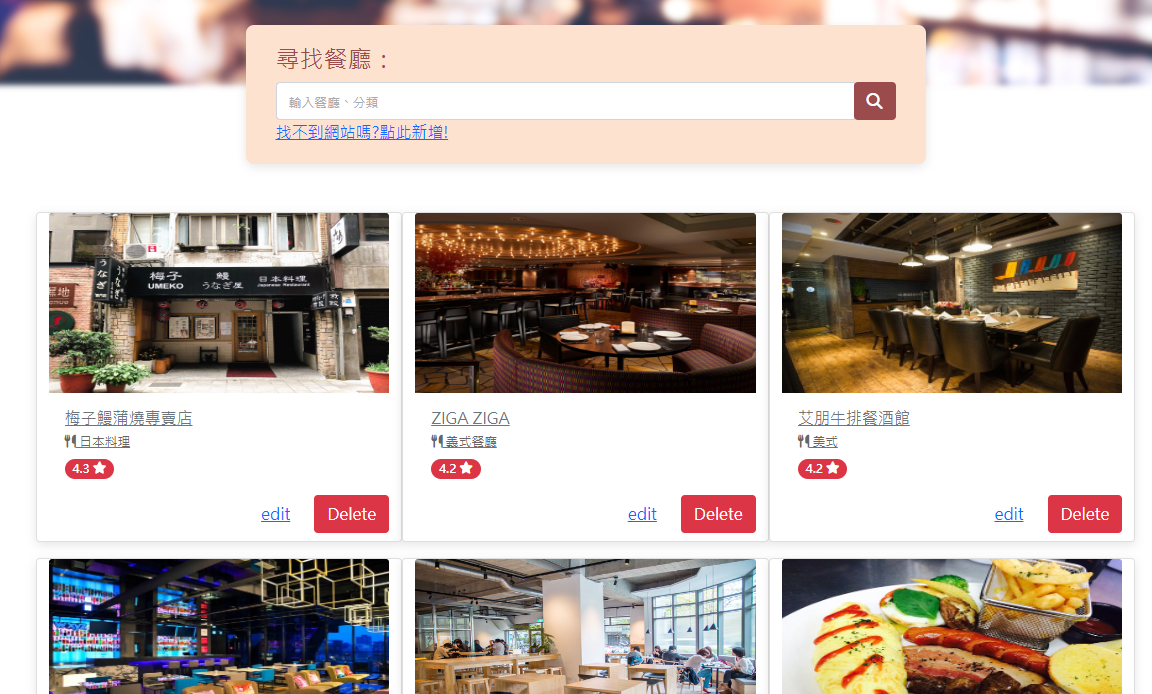 尋找餐廳：
輸入餐廳、分類
找不到網站嗎?點此新增!
うなぎ
梅子
UMEKO
鰻
うなぎ屋
日本料理
Japanese Restaurant
梅子鰻蒲燒專賣店
日本料理
4.3
edit
Delete
ZIGA ZIGA
義式餐廳
4.2
edit
Delete
艾朋牛排餐酒館
美式
4.2
edit
Delete